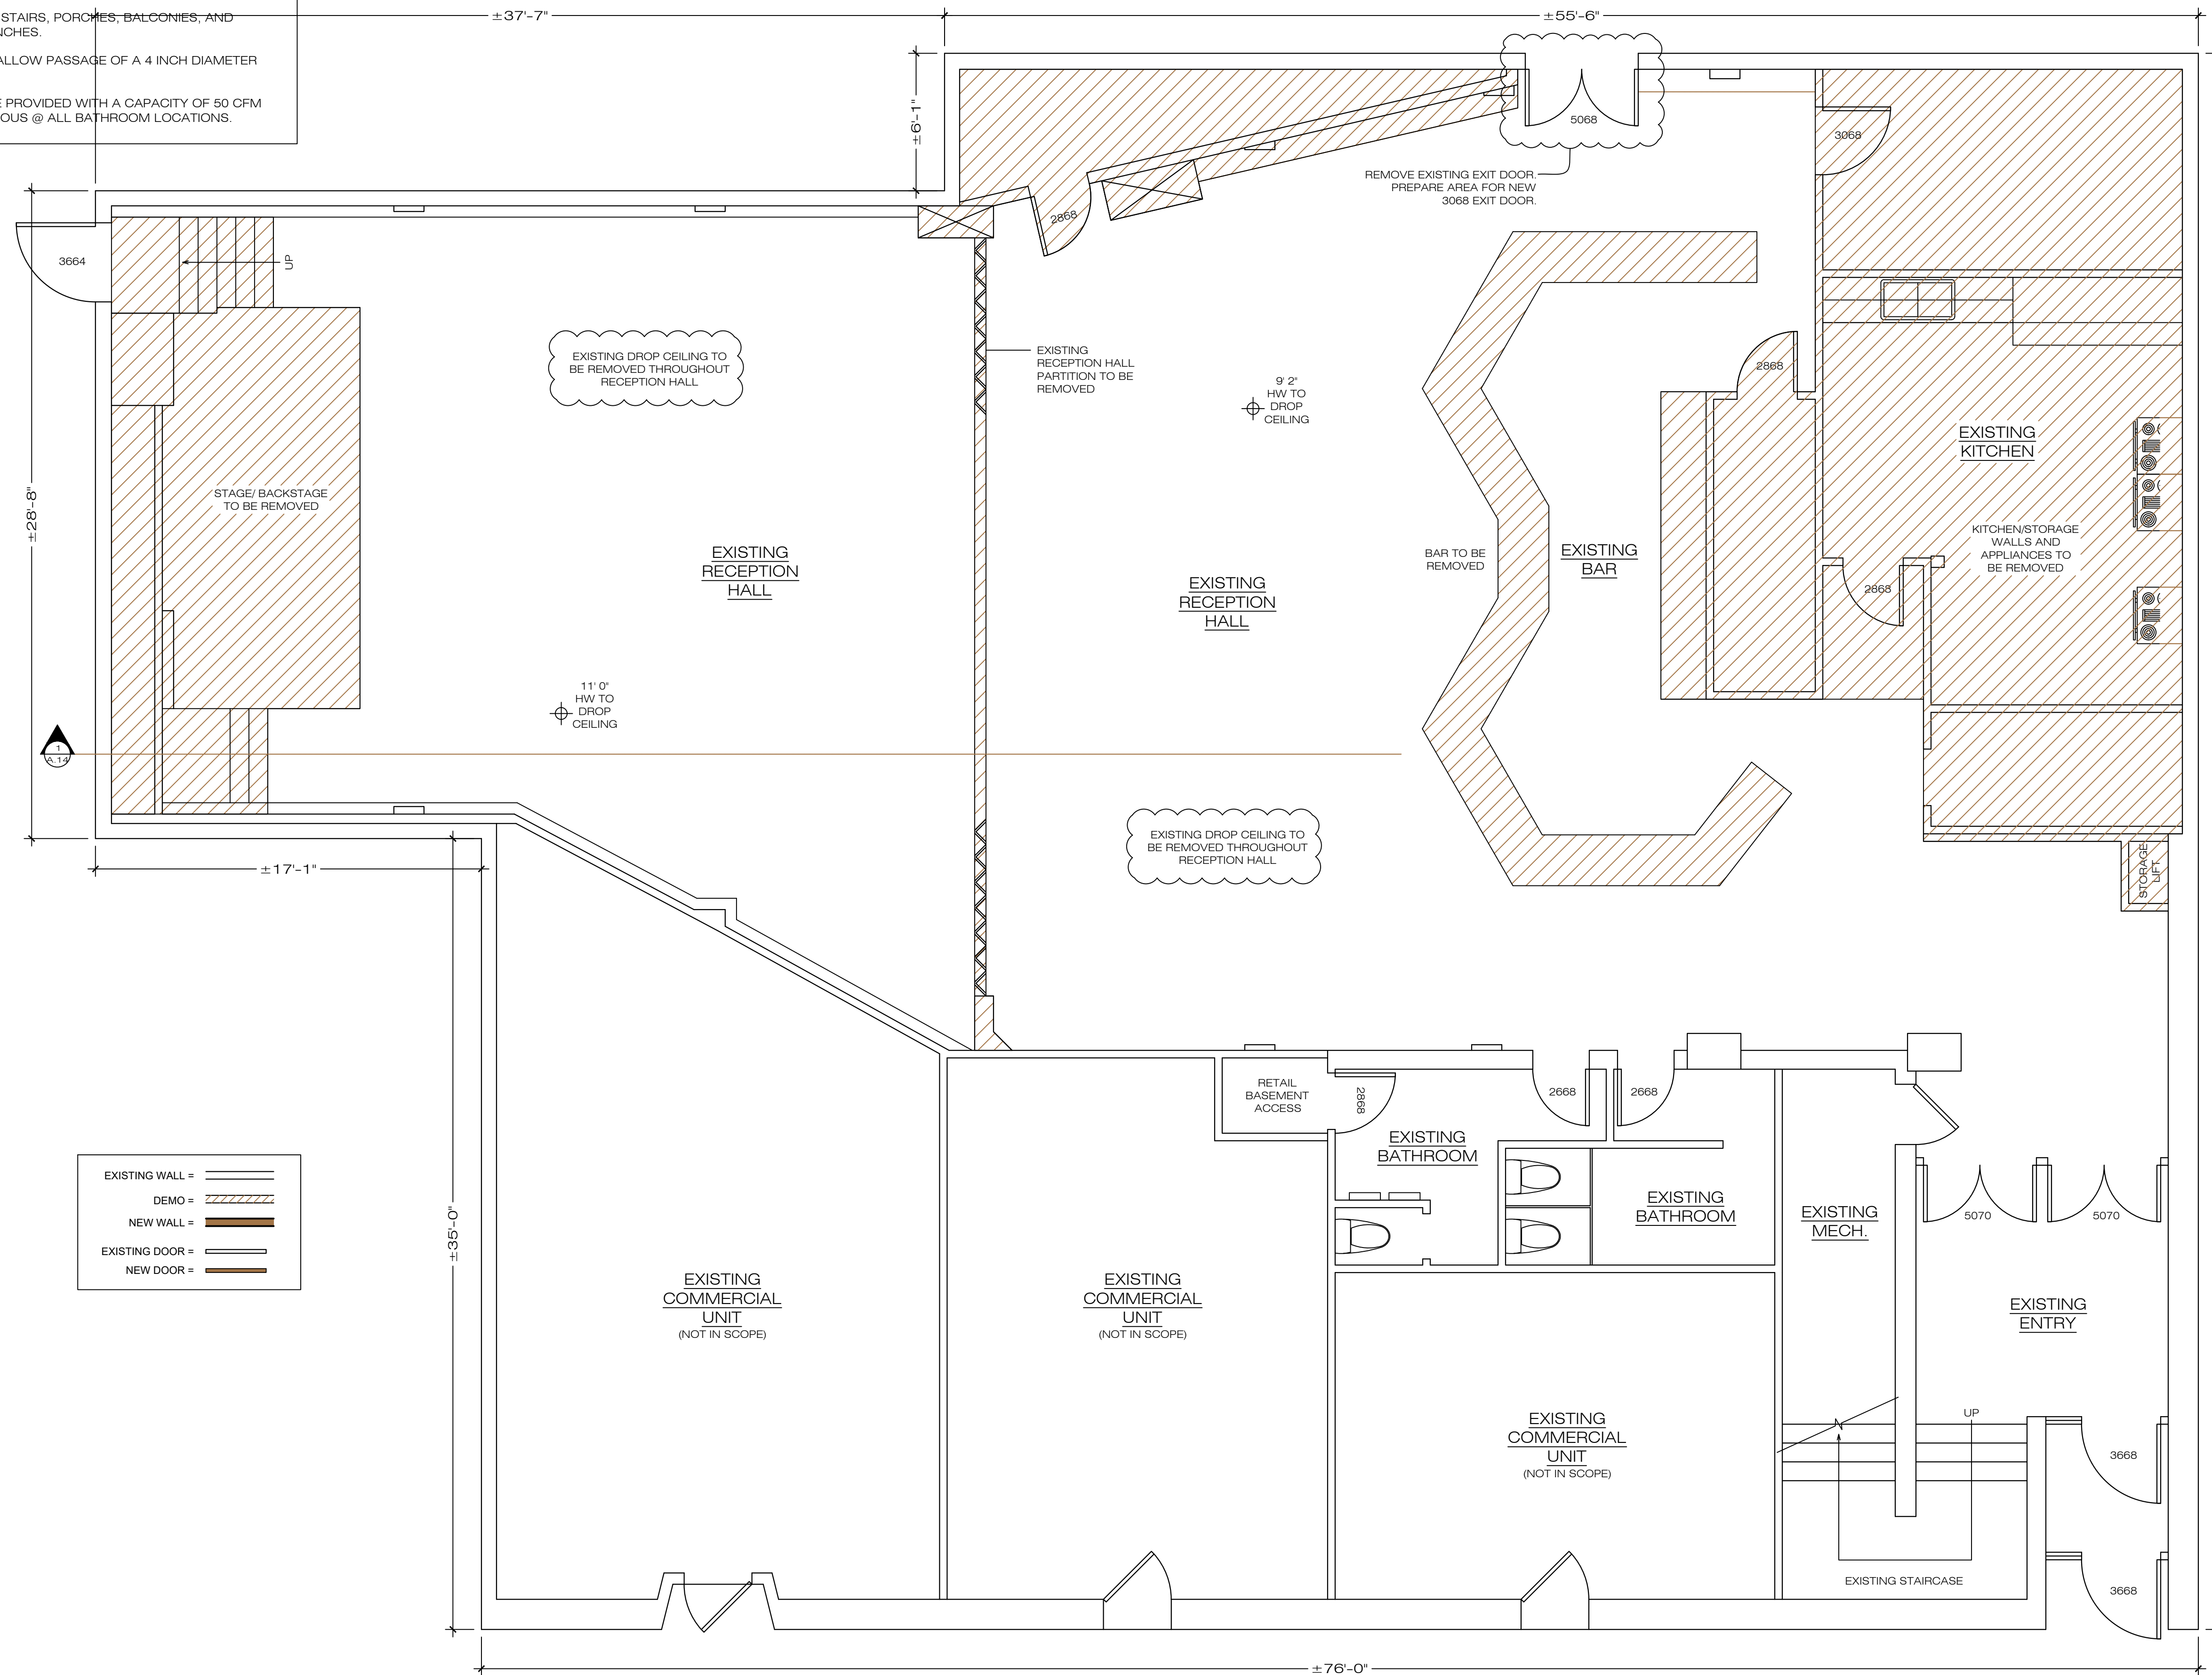 STAIRS, PORCHES, BALCONIES, AND
NCHES.
ALLOW PASSAGE OF A 4 INCH DIAMETER
E PROVIDED WITH A CAPACITY OF 50 CFM
OUS @ ALL BATHROOM LOCATIONS.
±37'-7"
±55'-6"
±6'-1"
5068
3068
REMOVE EXISTING EXIT DOOR.
PREPARE AREA FOR NEW
3068 EXIT DOOR.
2868
3664
UP
EXISTING DROP CEILING TO
BE REMOVED THROUGHOUT
RECEPTION HALL
EXISTING
RECEPTION HALL
PARTITION TO BE
REMOVED
9' 2"
HW TO
DROP
CEILING
2868
EXISTING
KITCHEN
±28'-8"
STAGE/ BACKSTAGE
TO BE REMOVED
EXISTING
RECEPTION
HALL
EXISTING
RECEPTION
HALL
BAR TO BE
REMOVED
EXISTING
BAR
KITCHEN/STORAGE
WALLS AND
APPLIANCES TO
BE REMOVED
2868
11' 0"
HW TO
DROP
CEILING
1
A.14
EXISTING DROP CEILING TO
BE REMOVED THROUGHOUT
RECEPTION HALL
STORAGE
LIFT
±17'-1"
RETAIL
BASEMENT
ACCESS
2868
2668
2668
EXISTING
BATHROOM
EXISTING
BATHROOM
EXISTING
MECH.
5070
5070
EXISTING WALL =
DEMO =
NEW WALL =
EXISTING DOOR =
NEW DOOR =
±35'-0"
EXISTING
COMMERCIAL
UNIT
(NOT IN SCOPE)
EXISTING
COMMERCIAL
UNIT
(NOT IN SCOPE)
EXISTING
ENTRY
EXISTING
COMMERCIAL
UNIT
(NOT IN SCOPE)
UP
3668
EXISTING STAIRCASE
3668
±76'-0"